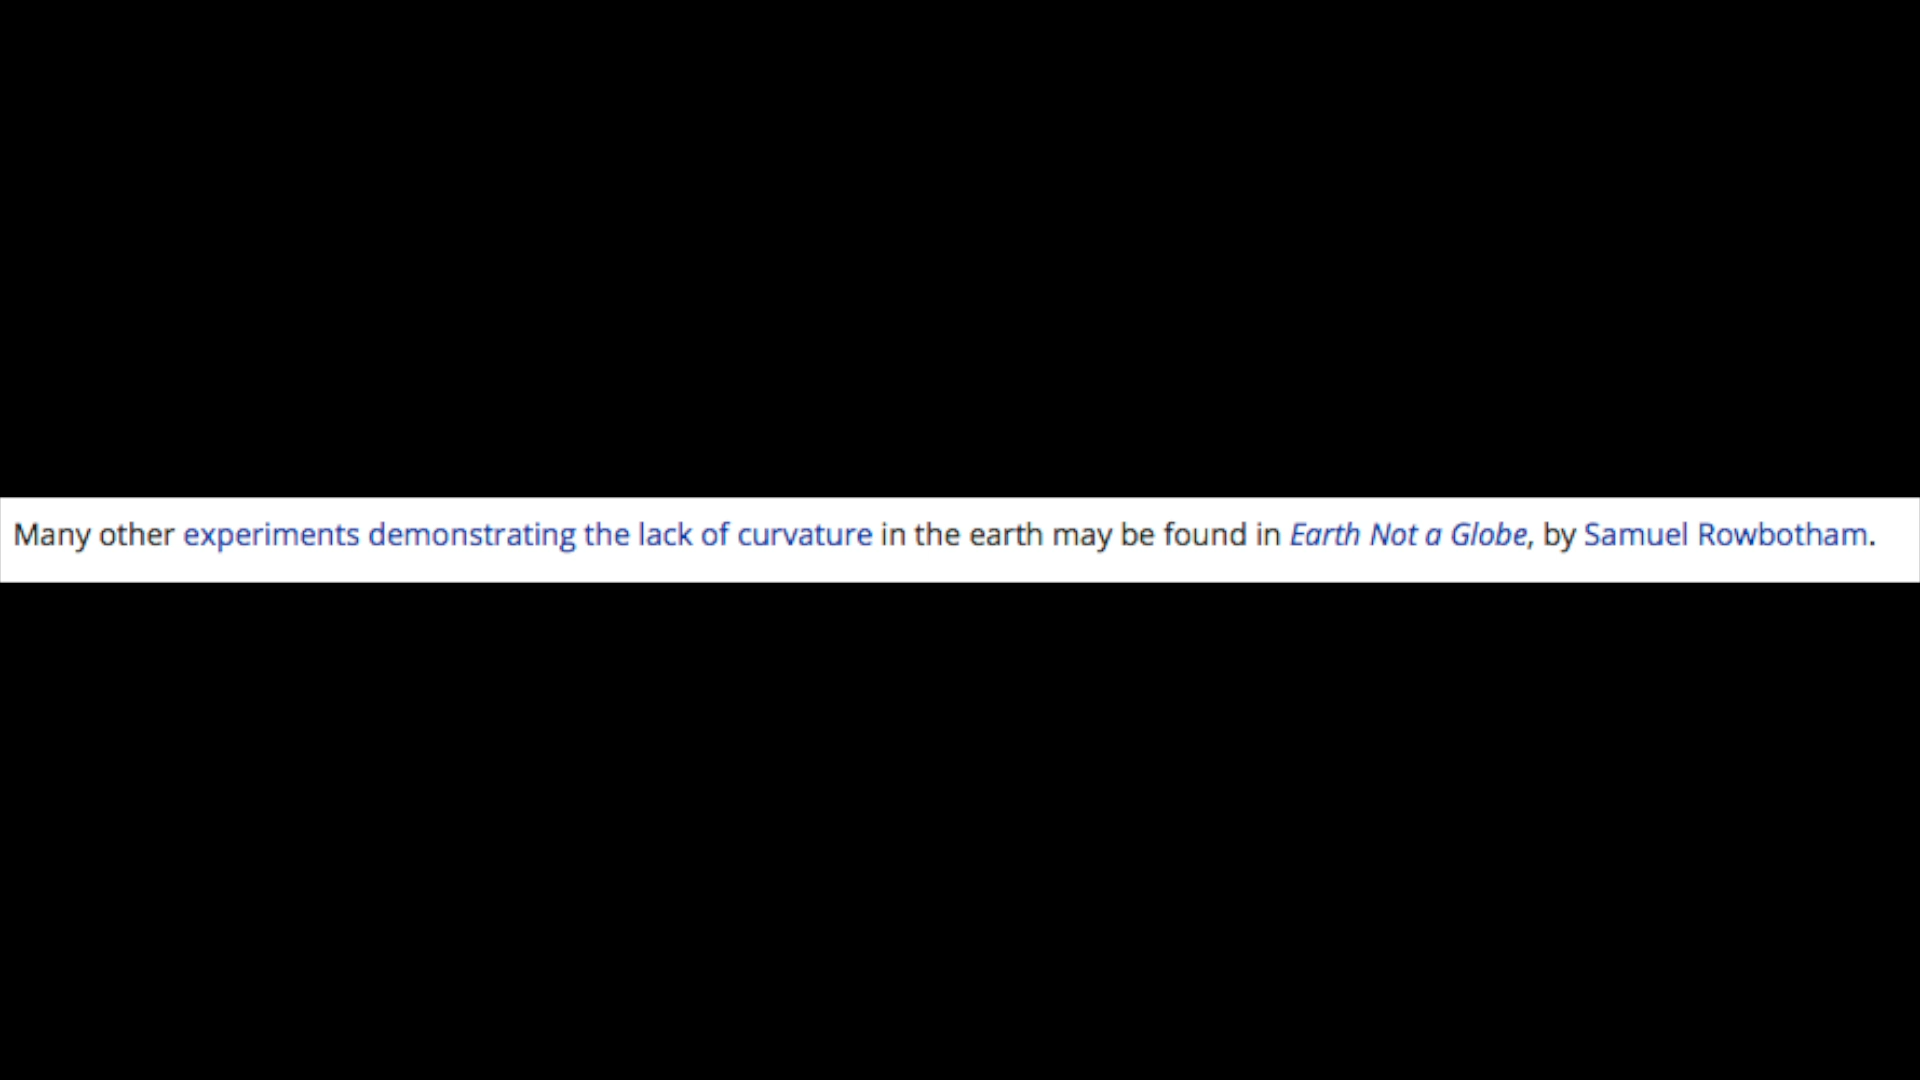 Many other experiments demonstrating the lack of curvature in the earth may be found in Earth Not a Globe, by Samuel Rowbotham.